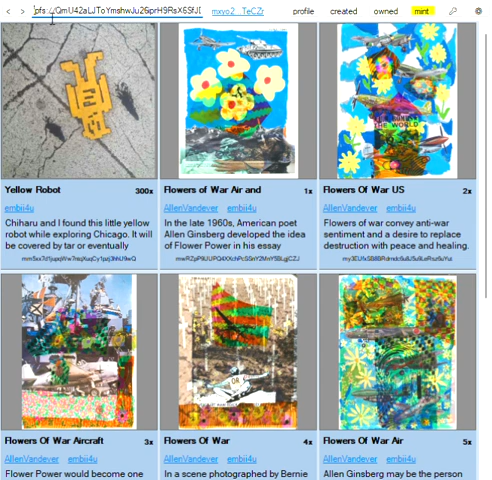 < >
mxyo2...TeCZr
profile
created
owned
mint
Yellow Robot
300x
embii4u
Chiharu and I found this little yellow
robot while exploring Chicago. It will
be covered by tar or eventually
Flowers of War Air and
1x
AllenVandever embii4u
In the late 1960s, American poet
Allen Ginsberg developed the idea
of Flower Power in his essay
THE WORLD
Flowers Of War US
2x
AllenVandever embii4u
Flowers of war convey anti-war
sentiment and a desire to replace
destruction with peace and healing.
Flowers Of War Aircraft
3x
AllenVandever embii4u
Flower Power would become one
OR
Flowers Of War
4x
AllenVandever embii4u
In a scene photographed by Bernie
Flowers Of War Air
5x
AllenVandever embii4u
Allen Ginsberg may be the person